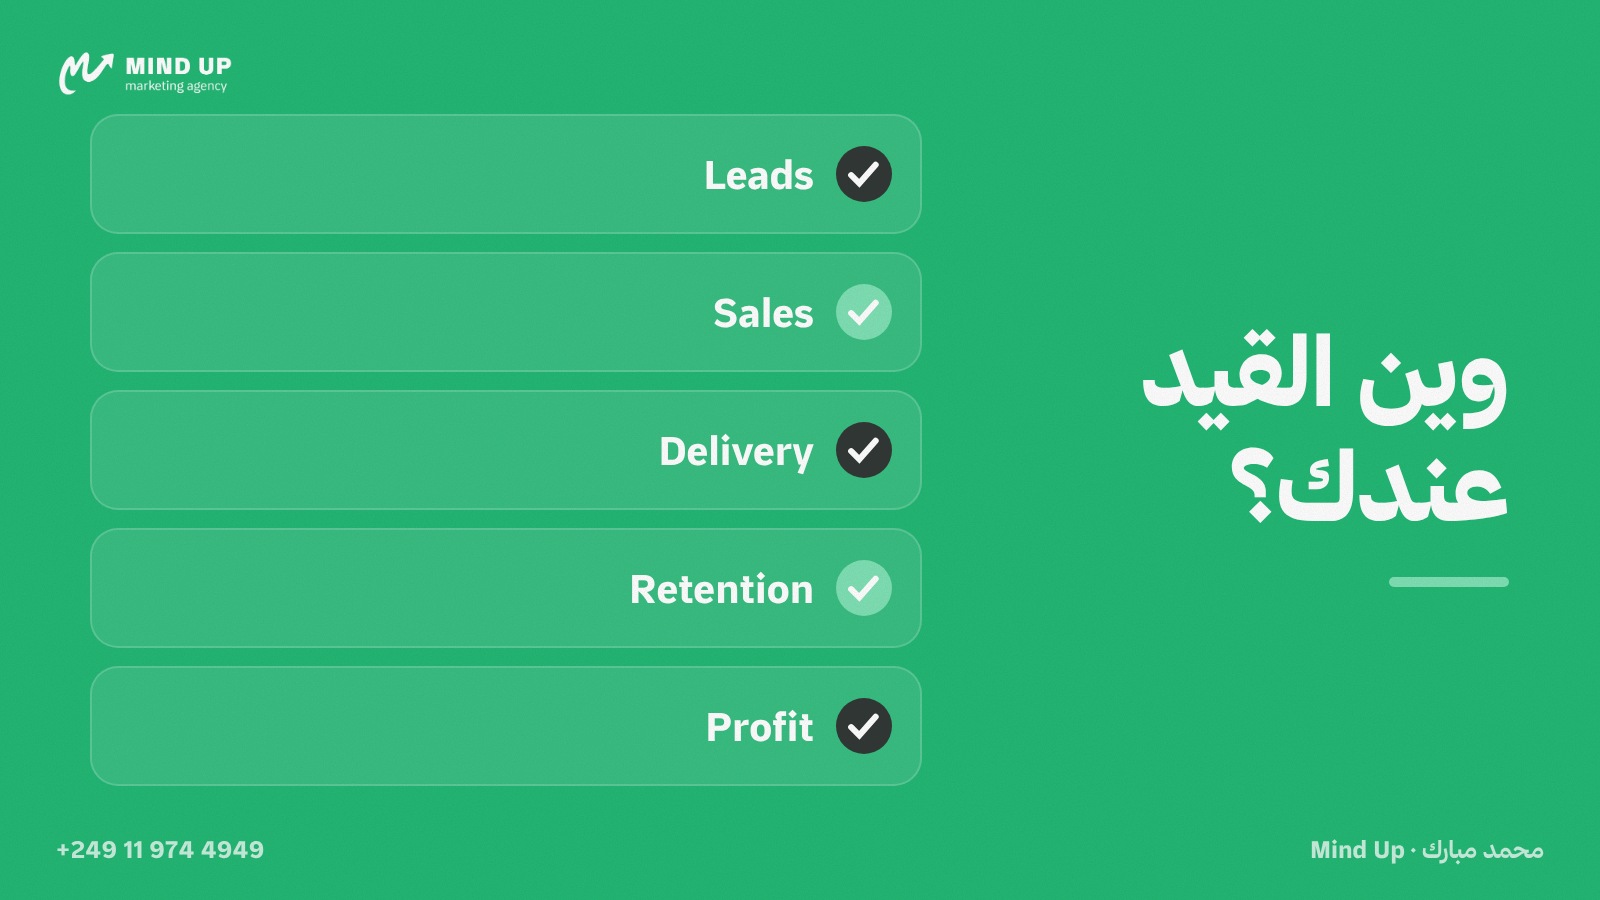 MIND UP
marketing agency
وين القيد
عندك؟
Leads
Sales
Delivery
Retention
Profit
+249 11 974 4949
محمد مبارك · Mind Up